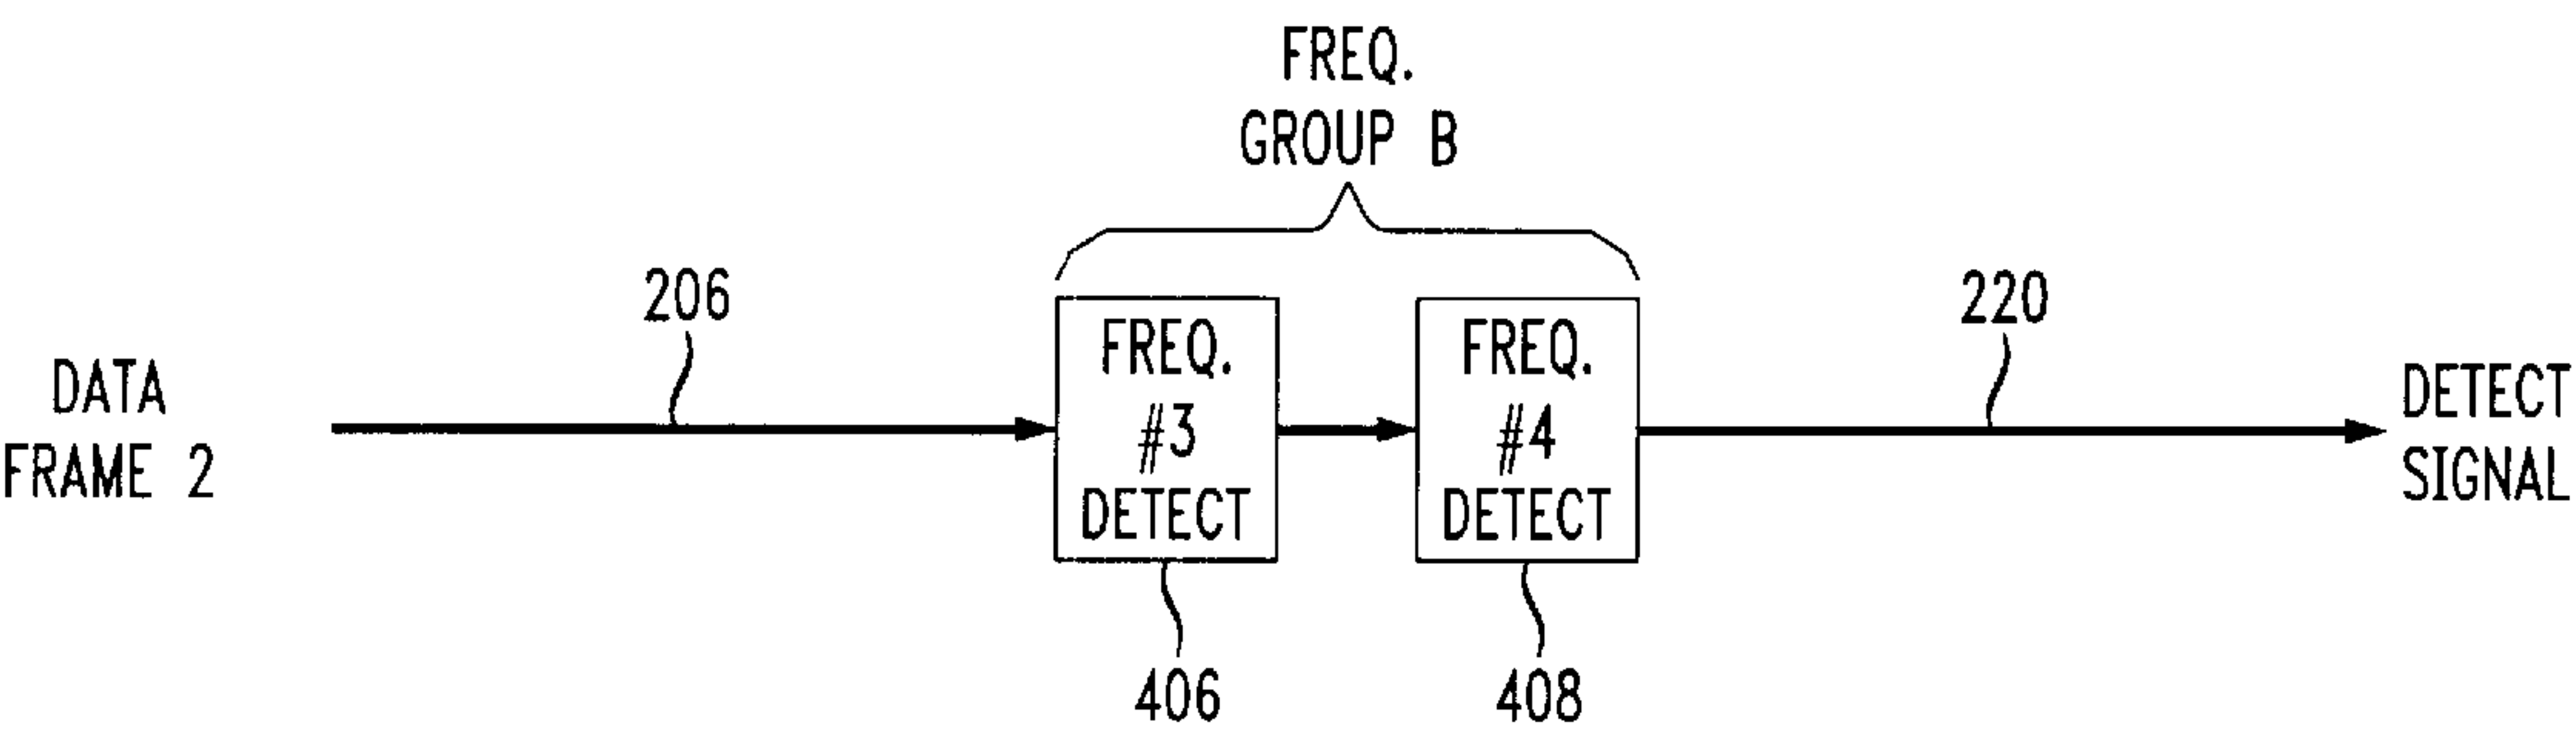 FREQ.
GROUP B
206
220
DATA
FRAME 2
FREQ.
#3
DETECT
FREQ.
#4
DETECT
DETECT
SIGNAL
406
408